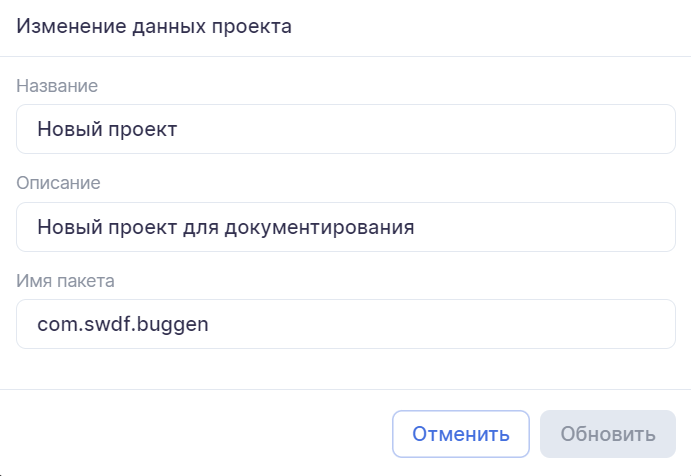 Изменение данных проекта
Название
Новый проект
Описание
Новый проект для документирования
Имя пакета
com.swdf.buggen
Отменить
Обновить